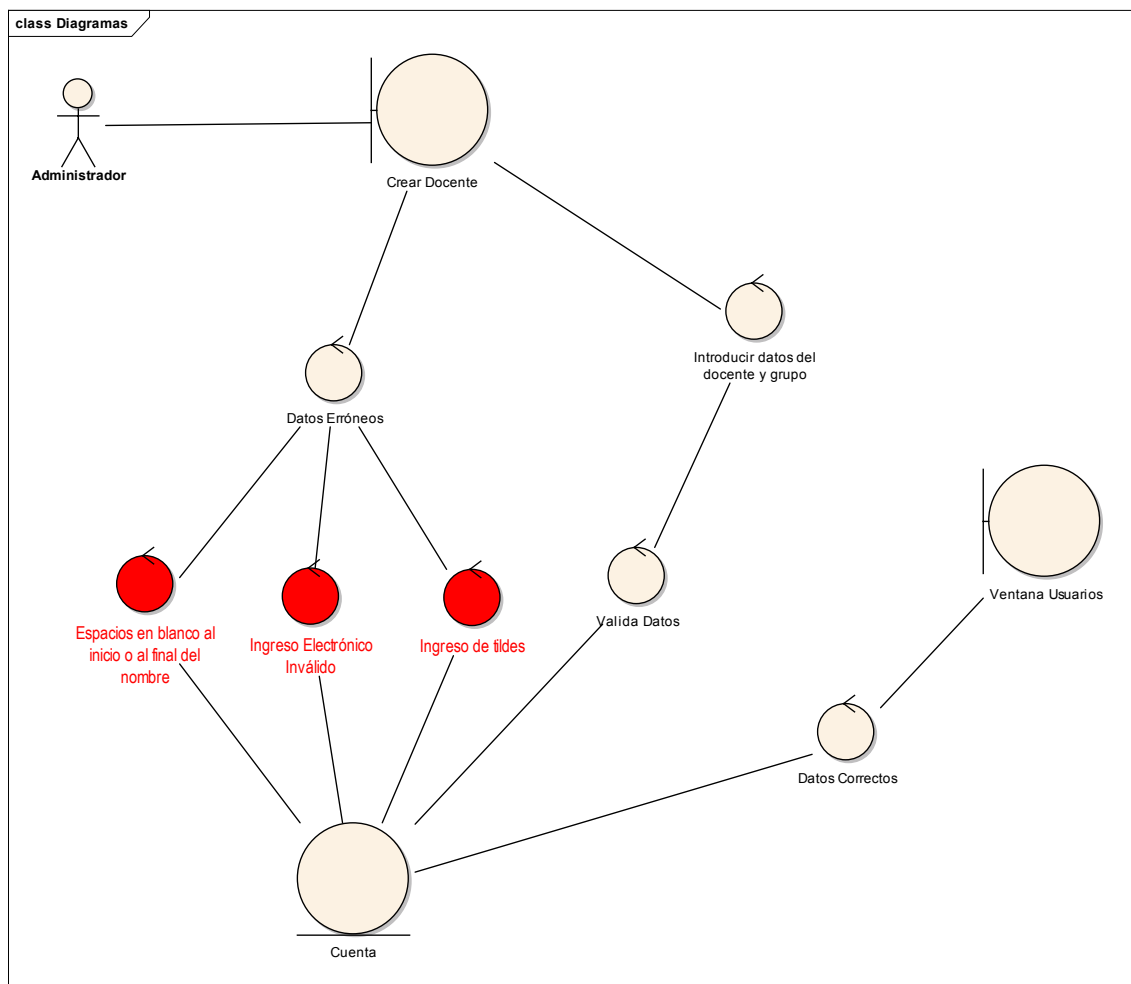 class Diagramas
Administrador
Crear Docente
Introducir datos del
docente y grupo
Datos Erróneos
Espacios en blanco al
inicio o al final del
nombre
Ingreso Electrónico
Inválido
Ingreso de tildes
Valida Datos
Ventana Usuarios
Datos Correctos
Cuenta